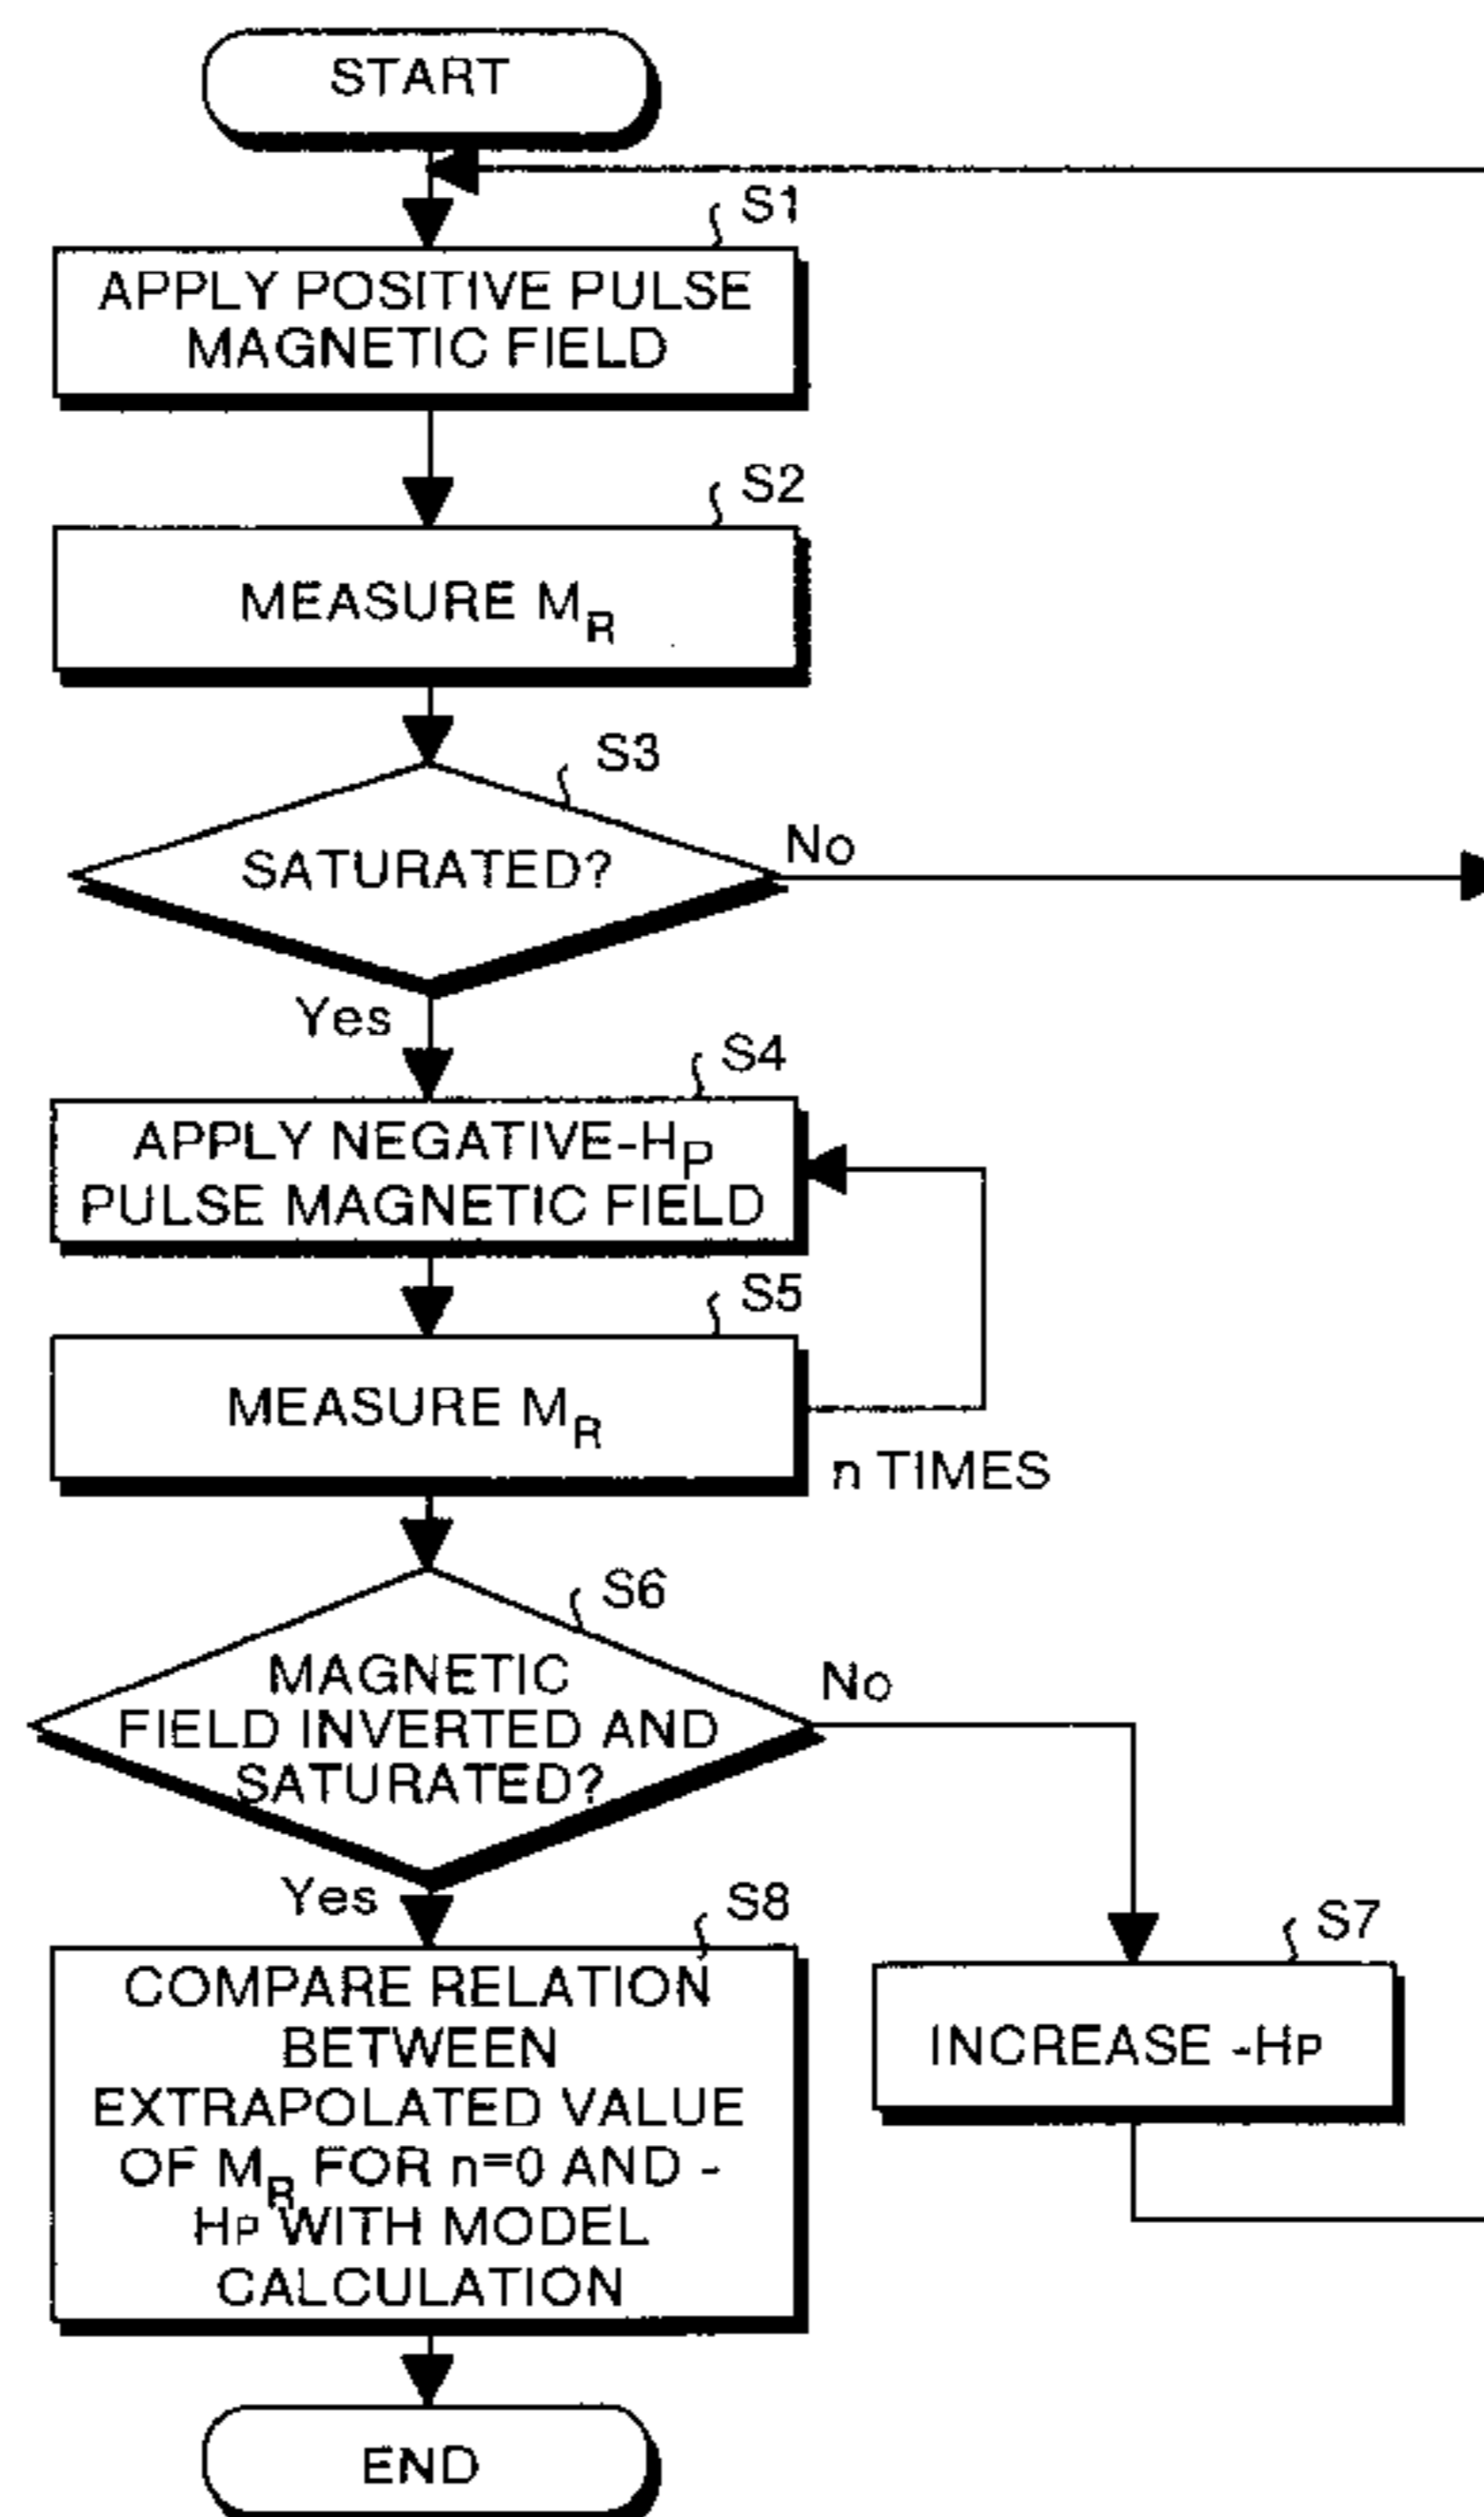 START
S1
APPLY POSITIVE PULSE
MAGNETIC FIELD
S2
MEASURE MR
S3
SATURATED?
No
Yes
S4
APPLY NEGATIVE-HP
PULSE MAGNETIC FIELD
S5
MEASURE MR
n TIMES
S6
MAGNETIC
FIELD INVERTED AND
SATURATED?
No
Yes
S7
INCREASE -HP
S8
COMPARE RELATION
BETWEEN
EXTRAPOLATED VALUE
OF MR FOR n=0 AND -
HP WITH MODEL
CALCULATION
END